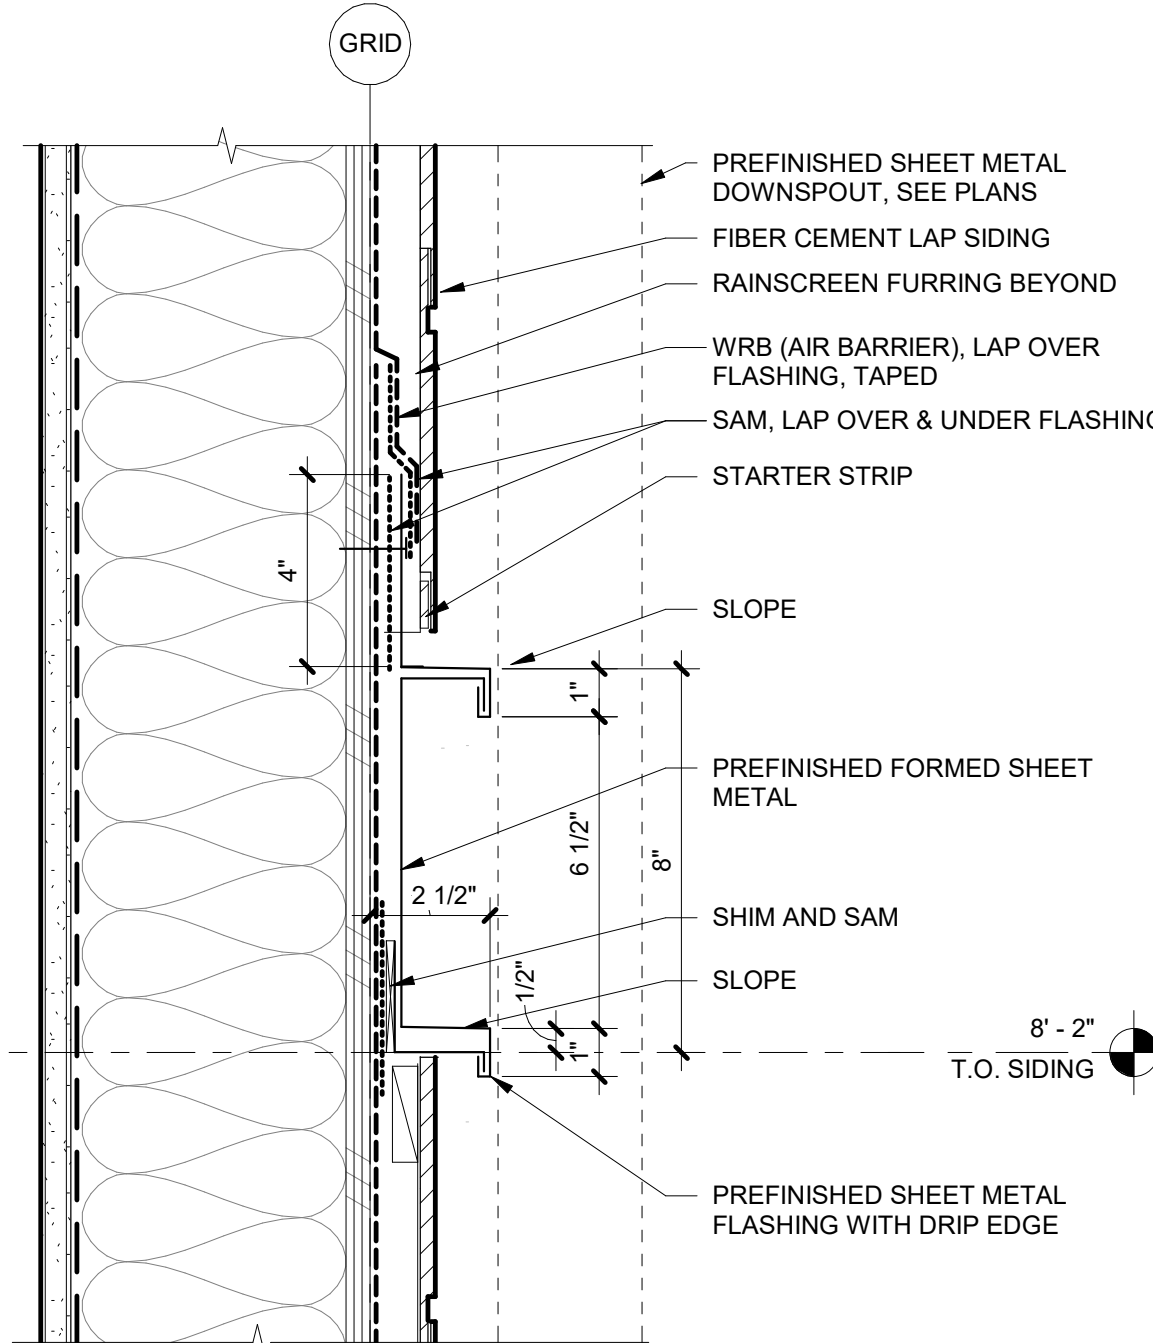 GRID
PREFINISHED SHEET METAL
DOWNSPOUT, SEE PLANS
FIBER CEMENT LAP SIDING
RAINSCREEN FURRING BEYOND
WRB (AIR BARRIER), LAP OVER
FLASHING, TAPED
SAM, LAP OVER & UNDER FLASHING
STARTER STRIP
4"
SLOPE
1"
PREFINISHED FORMED SHEET
METAL
6 1/2"
8"
2 1/2"
SHIM AND SAM
SLOPE
1/2"
1"
8' - 2"
T.O. SIDING
PREFINISHED SHEET METAL
FLASHING WITH DRIP EDGE